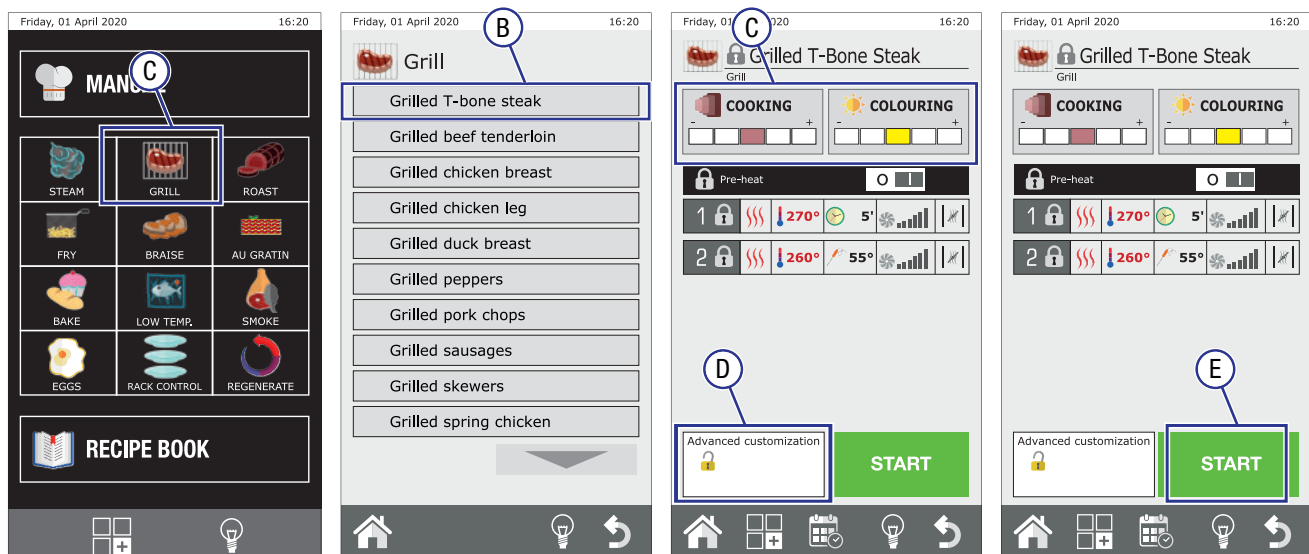 Friday, 01 April 2020 16:20
MAN
C
STEAM GRILL ROAST
FRY BRAISE AU GRATIN
BAKE LOW TEMP. SMOKE
EGGS RACK CONTROL REGENERATE
RECIPE BOOK
Friday, 01 April 2020 16:20
B
Grill
Grilled T-bone steak
Grilled beef tenderloin
Grilled chicken breast
Grilled chicken leg
Grilled duck breast
Grilled peppers
Grilled pork chops
Grilled sausages
Grilled skewers
Grilled spring chicken
Friday, 01 2020 16:20
C
Grilled T-Bone Steak
Grill
COOKING COLOURING
- + - +
Pre-heat O I
1 270° 5'
2 260° 55°
D
Advanced customization
START
Friday, 01 April 2020 16:20
Grilled T-Bone Steak
Grill
COOKING COLOURING
- + - +
Pre-heat O I
1 270° 5'
2 260° 55°
E
Advanced customization
START